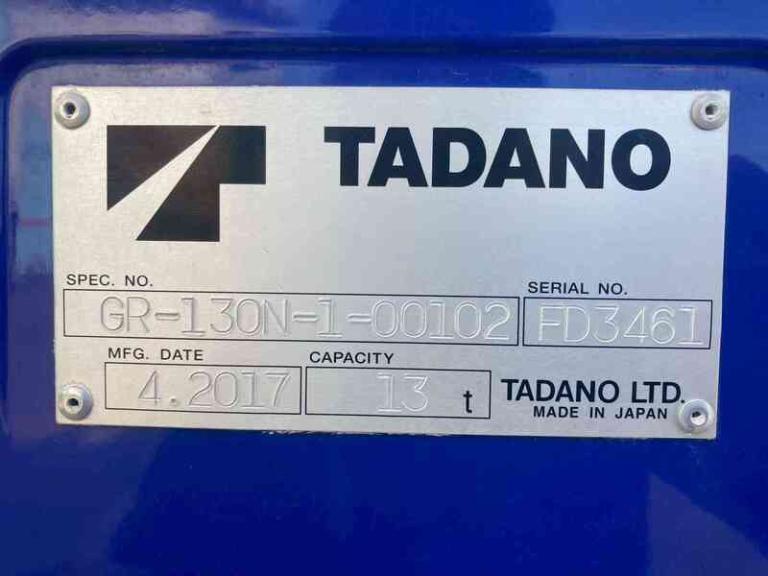 TADANO
SPEC. NO.
GR-130N-1-00102
SERIAL NO.
FD3461
MFG. DATE
4.2017
CAPACITY
13 t
TADANO LTD.
MADE IN JAPAN